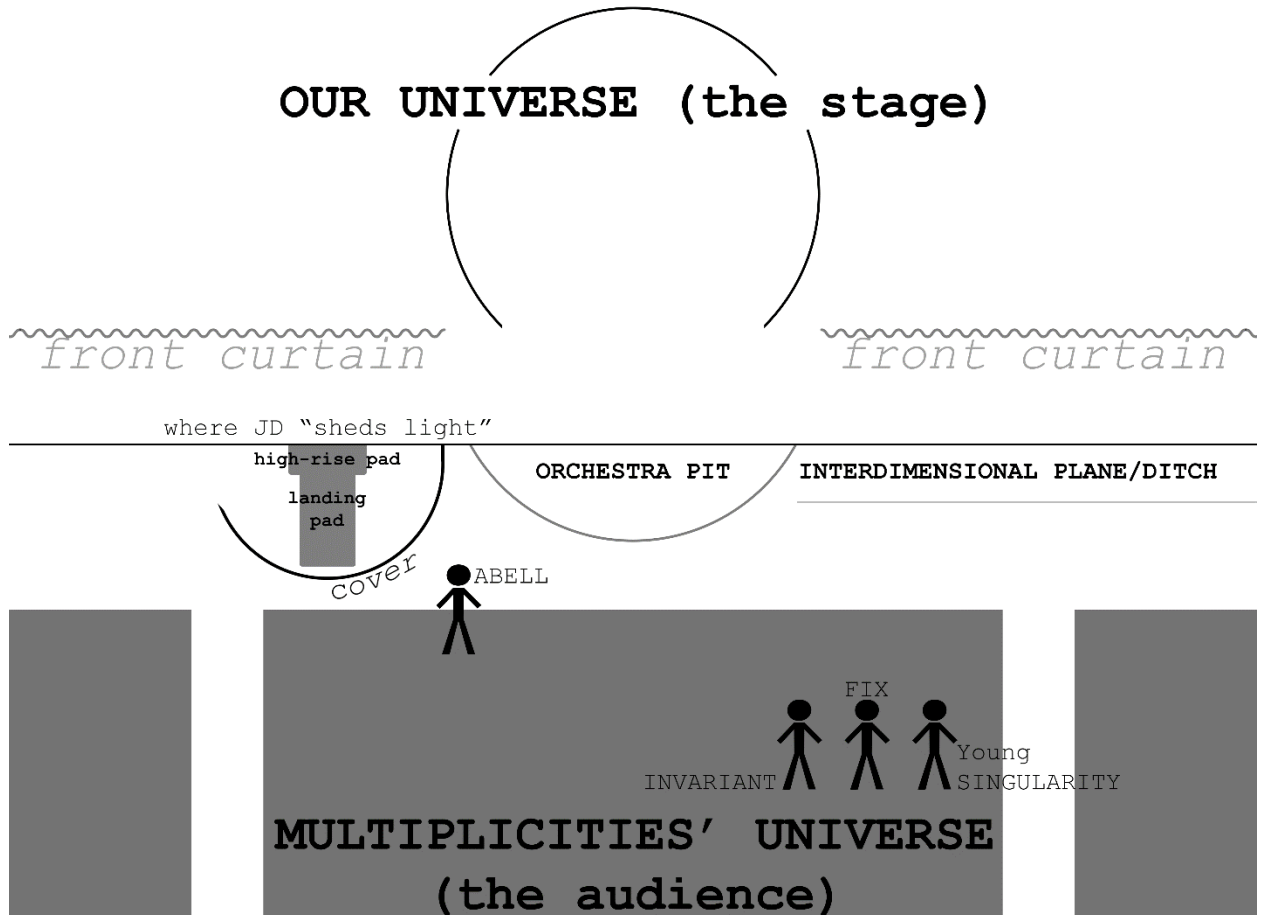 OUR UNIVERSE (the stage)
front curtain
front curtain
where JD “sheds light”
high-rise pad
landing
pad
cover
ORCHESTRA PIT
INTERDIMENSIONAL PLANE/DITCH
ABELL
FIX
INVARIANT
Young
SINGULARITY
MULTIPLICITIES’ UNIVERSE
(the audience)